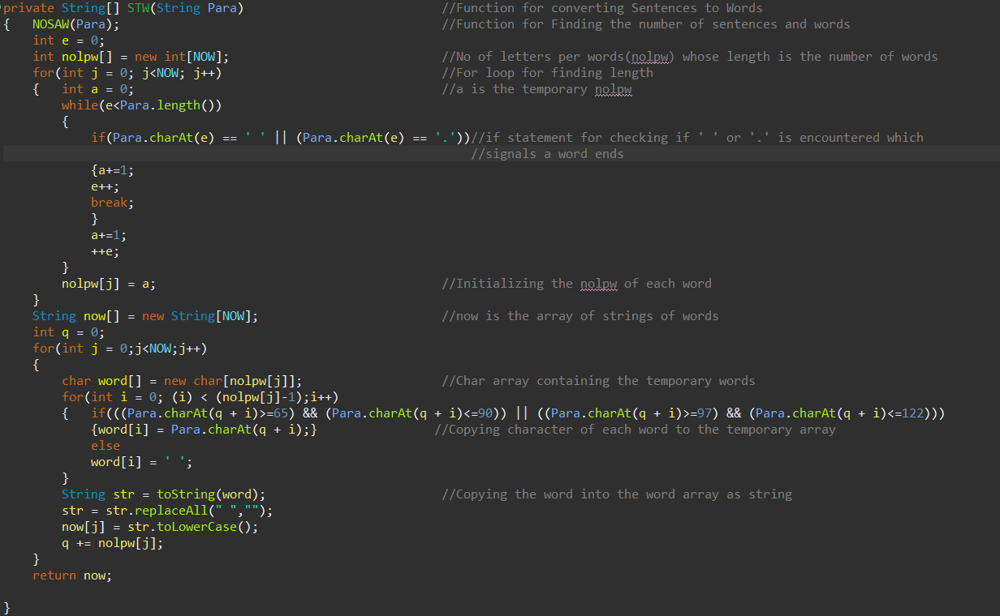 private String[] STW(String Para) //Function for converting Sentences to Words
{ NOSAW(Para); //Function for Finding the number of sentences and words
int e = 0;
int nolpw[] = new int[NOW]; //No of letters per words(nolpw) whose length is the number of words
for(int j = 0; j<NOW; j++) //For loop for finding length
{ int a = 0; //a is the temporary nolpw
while(e<Para.length())
{
if(Para.charAt(e) == ' ' || (Para.charAt(e) == '.'))//if statement for checking if ' ' or '.' is encountered which
//signals a word ends
{a+=1;
e++;
break;
}
a+=1;
++e;
}
nolpw[j] = a; //Initializing the nolpw of each word
}
String now[] = new String[NOW]; //now is the array of strings of words
int q = 0;
for(int j = 0;j<NOW;j++)
{
char word[] = new char[nolpw[j]]; //Char array containing the temporary words
for(int i = 0; (i) < (nolpw[j]-1);i++)
{ if(((Para.charAt(q + i)>=65) && (Para.charAt(q + i)<=90)) || ((Para.charAt(q + i)>=97) && (Para.charAt(q + i)<=122)))
{word[i] = Para.charAt(q + i);} //Copying character of each word to the temporary array
else
word[i] = ' ';
}
String str = toString(word); //Copying the word into the word array as string
str = str.replaceAll(" ","");
now[j] = str.toLowerCase();
q += nolpw[j];
}
return now;
}